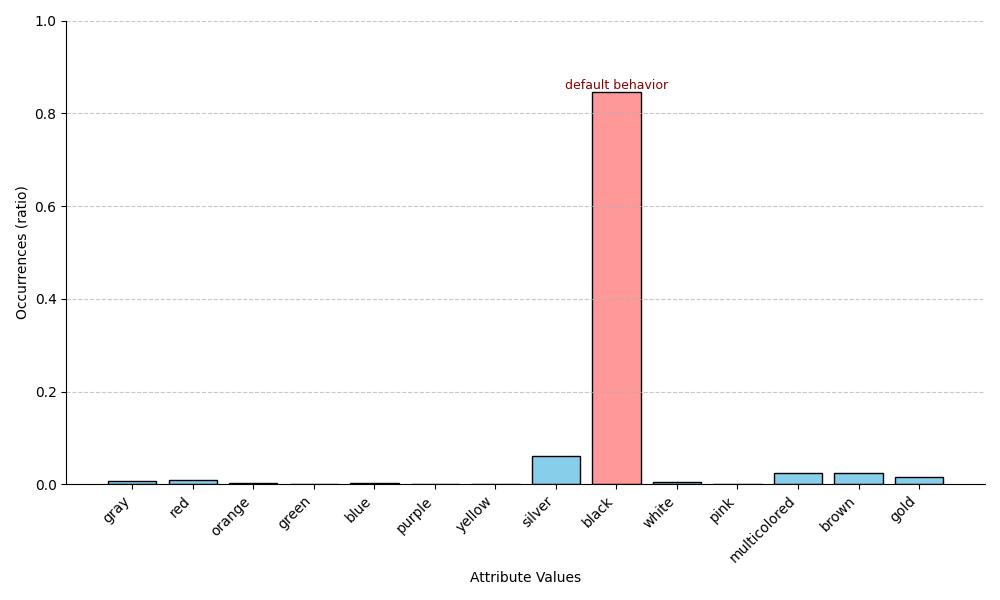 1.0
default behavior
0.8
0.6
0.4
0.2
0.0
Occurrences (ratio)
gray
red
orange
green
blue
purple
yellow
silver
black
white
pink
multicolored
brown
gold
Attribute Values